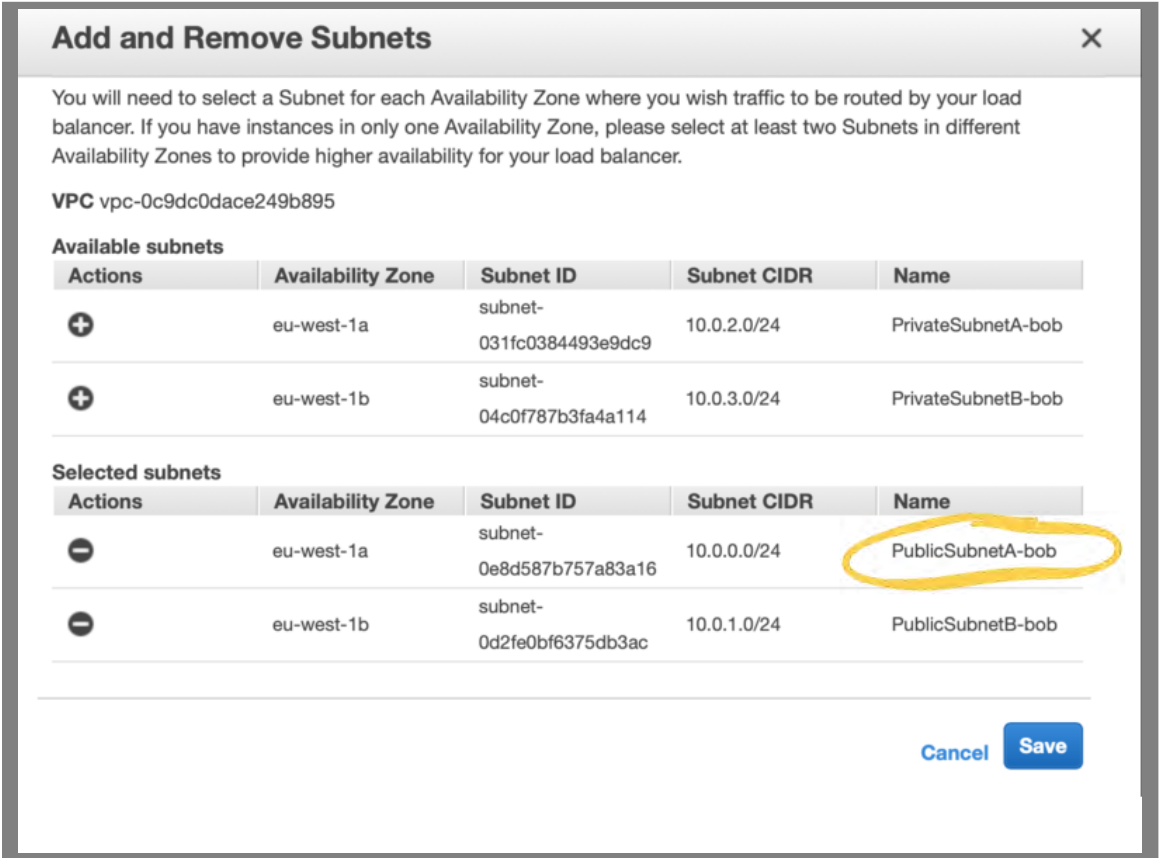 Add and Remove Subnets
You will need to select a Subnet for each Availability Zone where you wish traffic to be routed by your load
balancer. If you have instances in only one Availability Zone, please select at least two Subnets in different
Availability Zones to provide higher availability for your load balancer.
VPC vpc-0c9dc0dace249b895
Available subnets
Actions Availability Zone Subnet ID Subnet CIDR Name
eu-west-1a subnet-031fc0384493e9dc9 10.0.2.0/24 PrivateSubnetA-bob
eu-west-1b subnet-04c0f787b3fa4a114 10.0.3.0/24 PrivateSubnetB-bob
Selected subnets
Actions Availability Zone Subnet ID Subnet CIDR Name
eu-west-1a subnet-0e8d587b757a83a16 10.0.0.0/24 PublicSubnetA-bob
eu-west-1b subnet-0d2fe0bf6375db3ac 10.0.1.0/24 PublicSubnetB-bob
Cancel Save